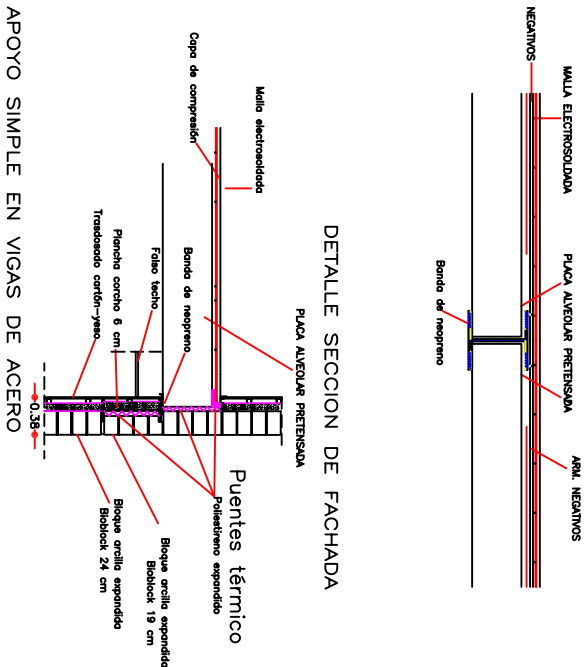 NEGATIVOS
MALLA ELECTROSOLDADA
PLACA ALVEOLAR PRETENSADA
ARM. NEGATIVOS
Banda de neopreno
DETALLE SECCION DE FACHADA
Malla electrosoldada
Capa de compresión
PLACA ALVEOLAR PRETENSADA
Banda de neopreno
Falso techo
Plancha corcho 6 cm
Trasdosado cartón-yeso
Puentes térmico
Poliestireno expandido
Bloque arcilla expandida
Bioblock 19 cm
Bloque arcilla expandida
Bioblock 24 cm
0.38
APOYO SIMPLE EN VIGAS DE ACERO